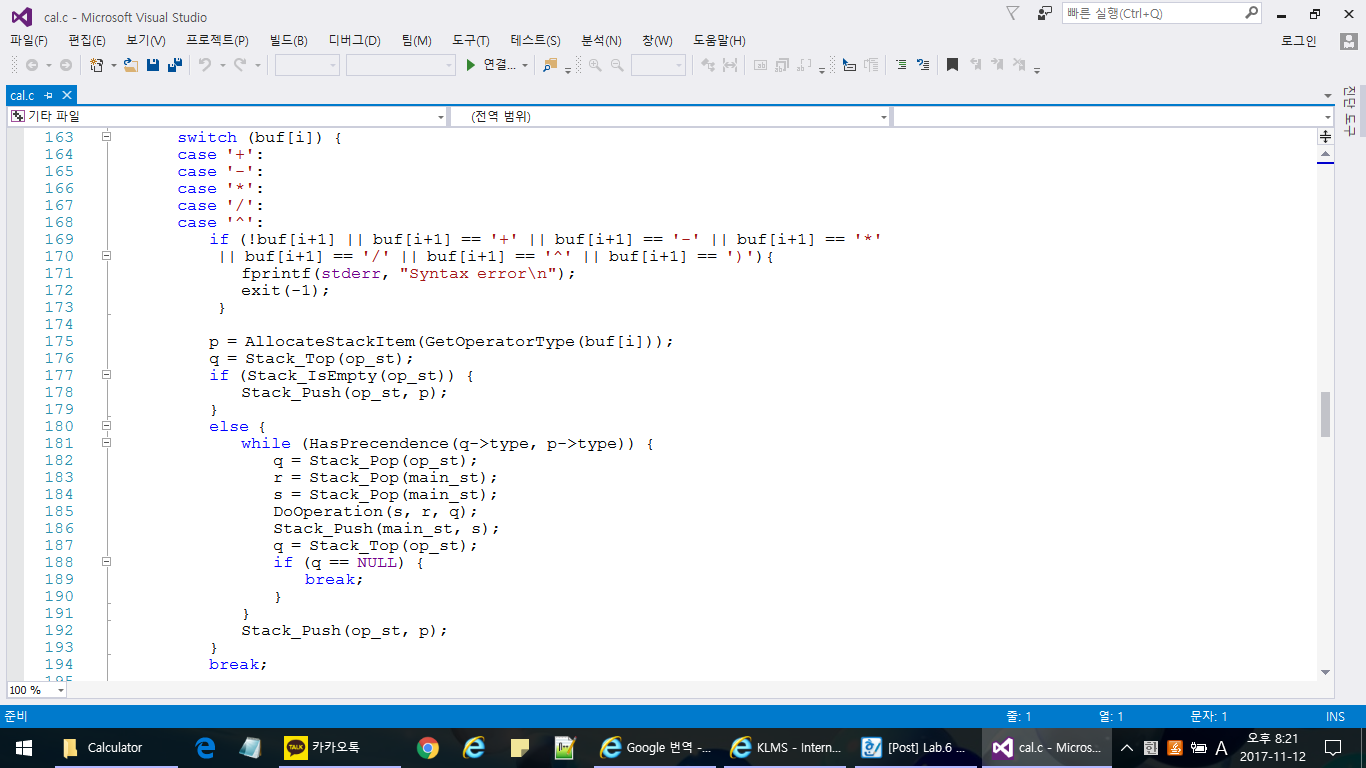 cal.c - Microsoft Visual Studio
빠른 실행(Ctrl+Q)
파일(F) 편집(E) 보기(V) 프로젝트(P) 빌드(B) 디버그(D) 팀(M) 도구(T) 테스트(S) 분석(N) 창(W) 도움말(H) 로그인
연결...
cal.c
진단 도구
기타 파일 (전역 범위)
163 switch (buf[i]) {
164 case '+':
165 case '-':
166 case '*':
167 case '/':
168 case '^':
169 if (!buf[i+1] || buf[i+1] == '+' || buf[i+1] == '-' || buf[i+1] == '*'
170 || buf[i+1] == '/' || buf[i+1] == '^' || buf[i+1] == ')'){
171 fprintf(stderr, "Syntax error\n");
172 exit(-1);
173 }
174
175 p = AllocateStackItem(GetOperatorType(buf[i]));
176 q = Stack_Top(op_st);
177 if (Stack_IsEmpty(op_st)) {
178 Stack_Push(op_st, p);
179 }
180 else {
181 while (HasPrecendence(q->type, p->type)) {
182 q = Stack_Pop(op_st);
183 r = Stack_Pop(main_st);
184 s = Stack_Pop(main_st);
185 DoOperation(s, r, q);
186 Stack_Push(main_st, s);
187 q = Stack_Top(op_st);
188 if (q == NULL) {
189 break;
190 }
191 }
192 Stack_Push(op_st, p);
193 }
194 break;
195
100 %
준비 줄: 1 열: 1 문자: 1 INS
Calculator TALK 카카오톡 Google 번역 -... KLMS - Intern... [Post] Lab.6 ... cal.c - Micros... A 오후 8:21
2017-11-12